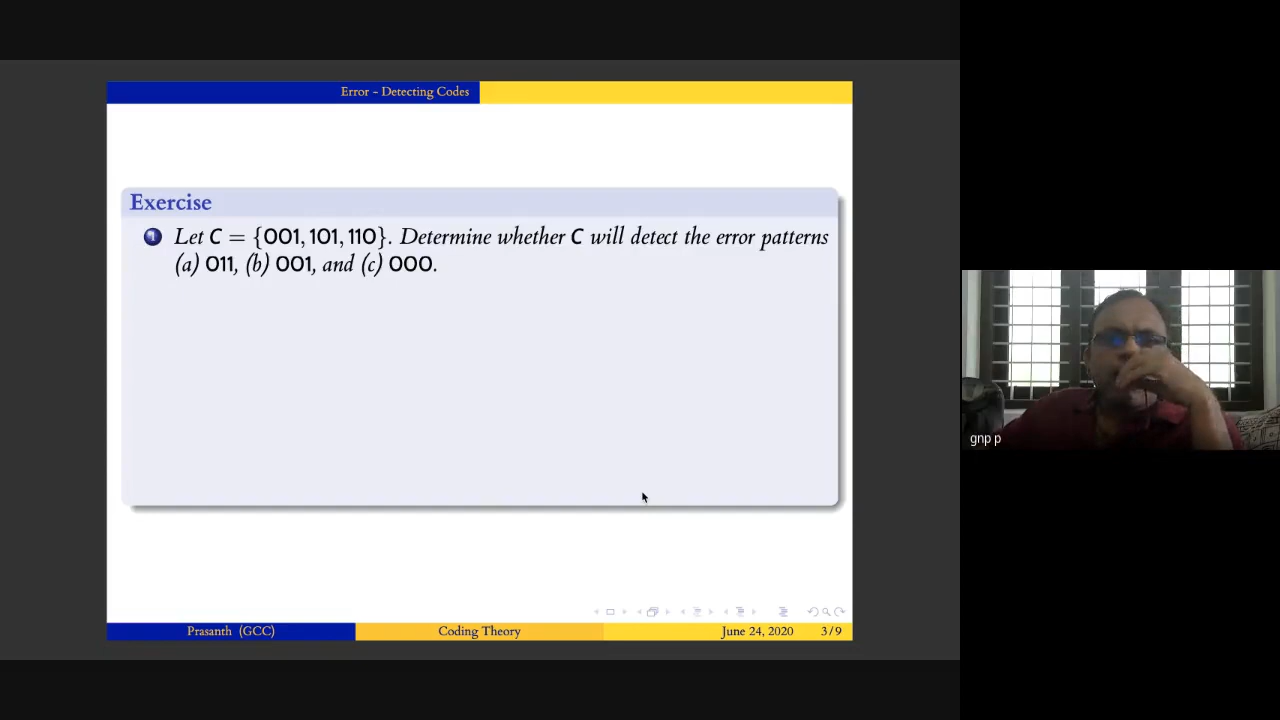 Error - Detecting Codes
Exercise
1 Let C = {001, 101, 110}. Determine whether C will detect the error patterns
(a) 011, (b) 001, and (c) 000.
gnp p
Prasanth (GCC) Coding Theory June 24, 2020 3/9